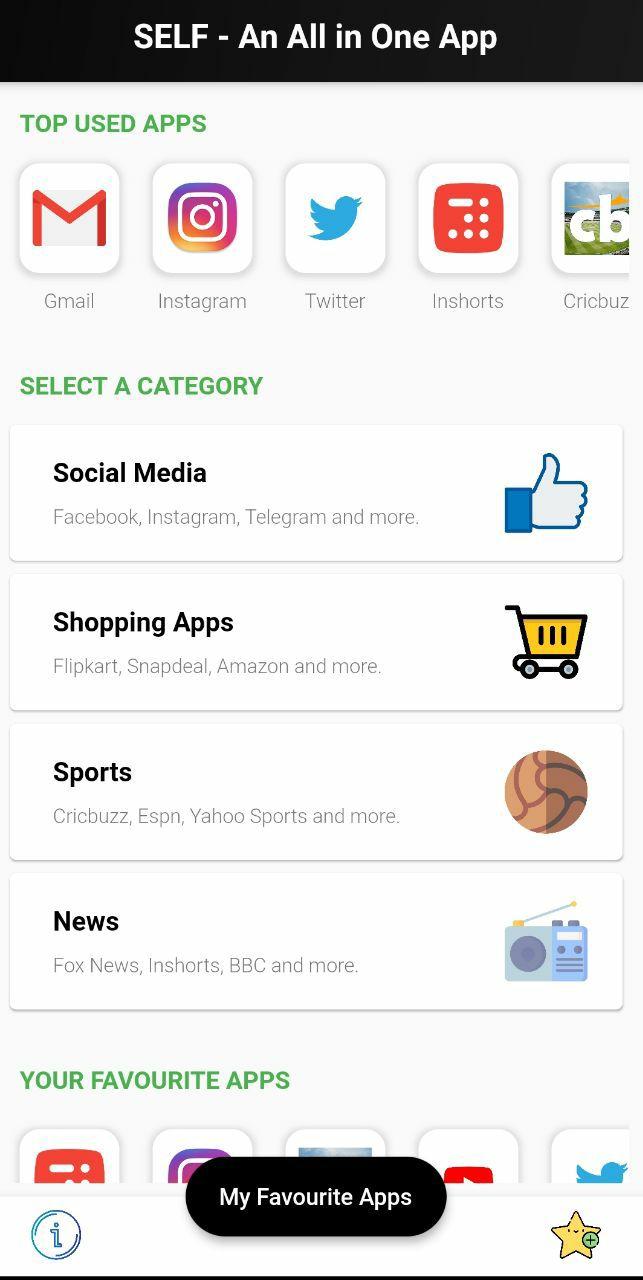 SELF - An All in One App
TOP USED APPS
cb
Gmail
Instagram
Twitter
Inshorts
Cricbuz
SELECT A CATEGORY
Social Media
Facebook, Instagram, Telegram and more.
Shopping Apps
Flipkart, Snapdeal, Amazon and more.
Sports
Cricbuzz, Espn, Yahoo Sports and more.
News
Fox News, Inshorts, BBC and more.
YOUR FAVOURITE APPS
My Favourite Apps